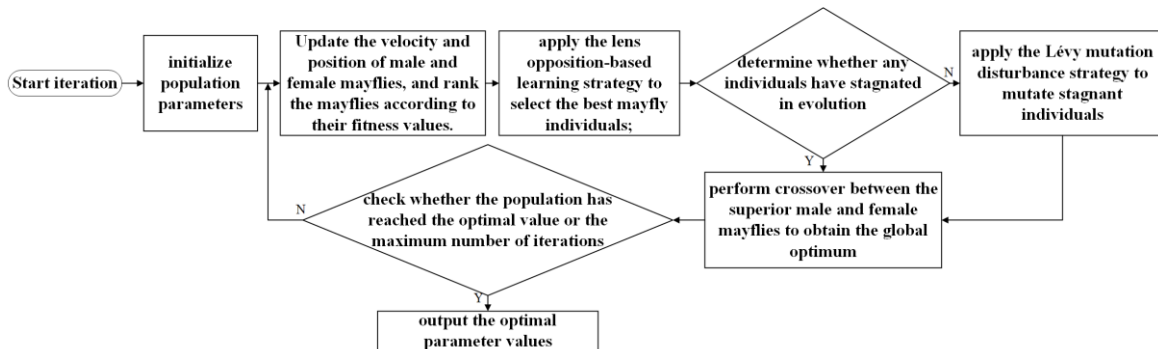 Start iteration
initialize
population
parameters
Update the velocity and
position of male and
female mayflies, and rank
the mayflies according to
their fitness values.
apply the lens
opposition-based
learning strategy to
select the best mayfly
individuals;
determine whether any
individuals have stagnated
in evolution
N
apply the Lévy mutation
disturbance strategy to
mutate stagnant
individuals
Y
perform crossover between the
superior male and female
mayflies to obtain the global
optimum
check whether the population has
reached the optimal value or the
maximum number of iterations
N
Y
output the optimal
parameter values